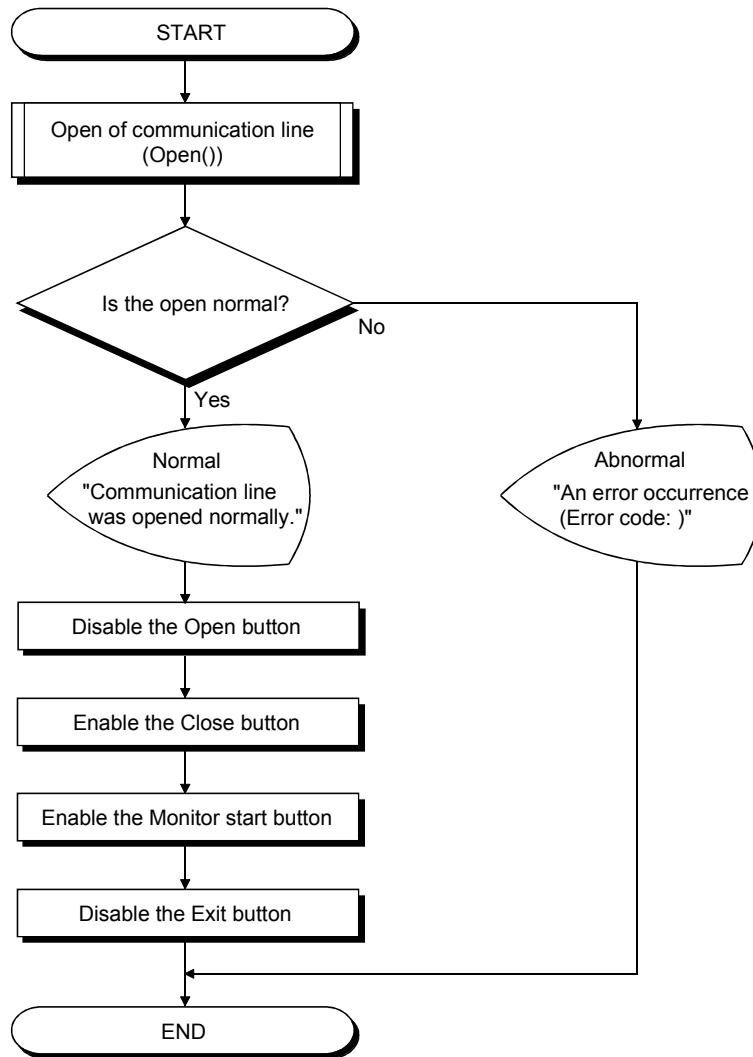 START
Open of communication line
(Open())
Is the open normal?
No
Yes
Normal
"Communication line
was opened normally."
Abnormal
"An error occurrence
(Error code: )"
Disable the Open button
Enable the Close button
Enable the Monitor start button
Disable the Exit button
END